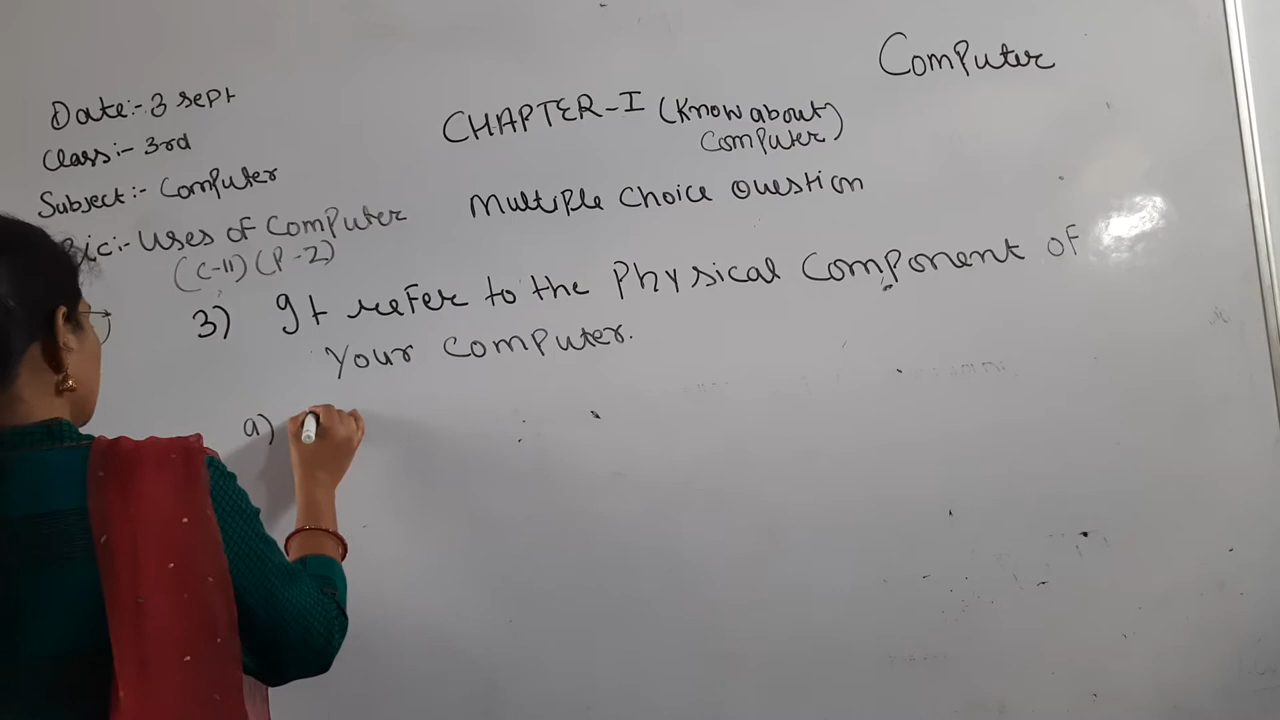 Computer
Date:- 3 sept
CHAPTER-I (Know about
Computer)
Class:- 3rd
Subject:- Computer
Multiple Choice Question
pic:- Uses of Computer
(C-11) (P-2)
3) It refer to the Physical Component of
Your Computer.
a)